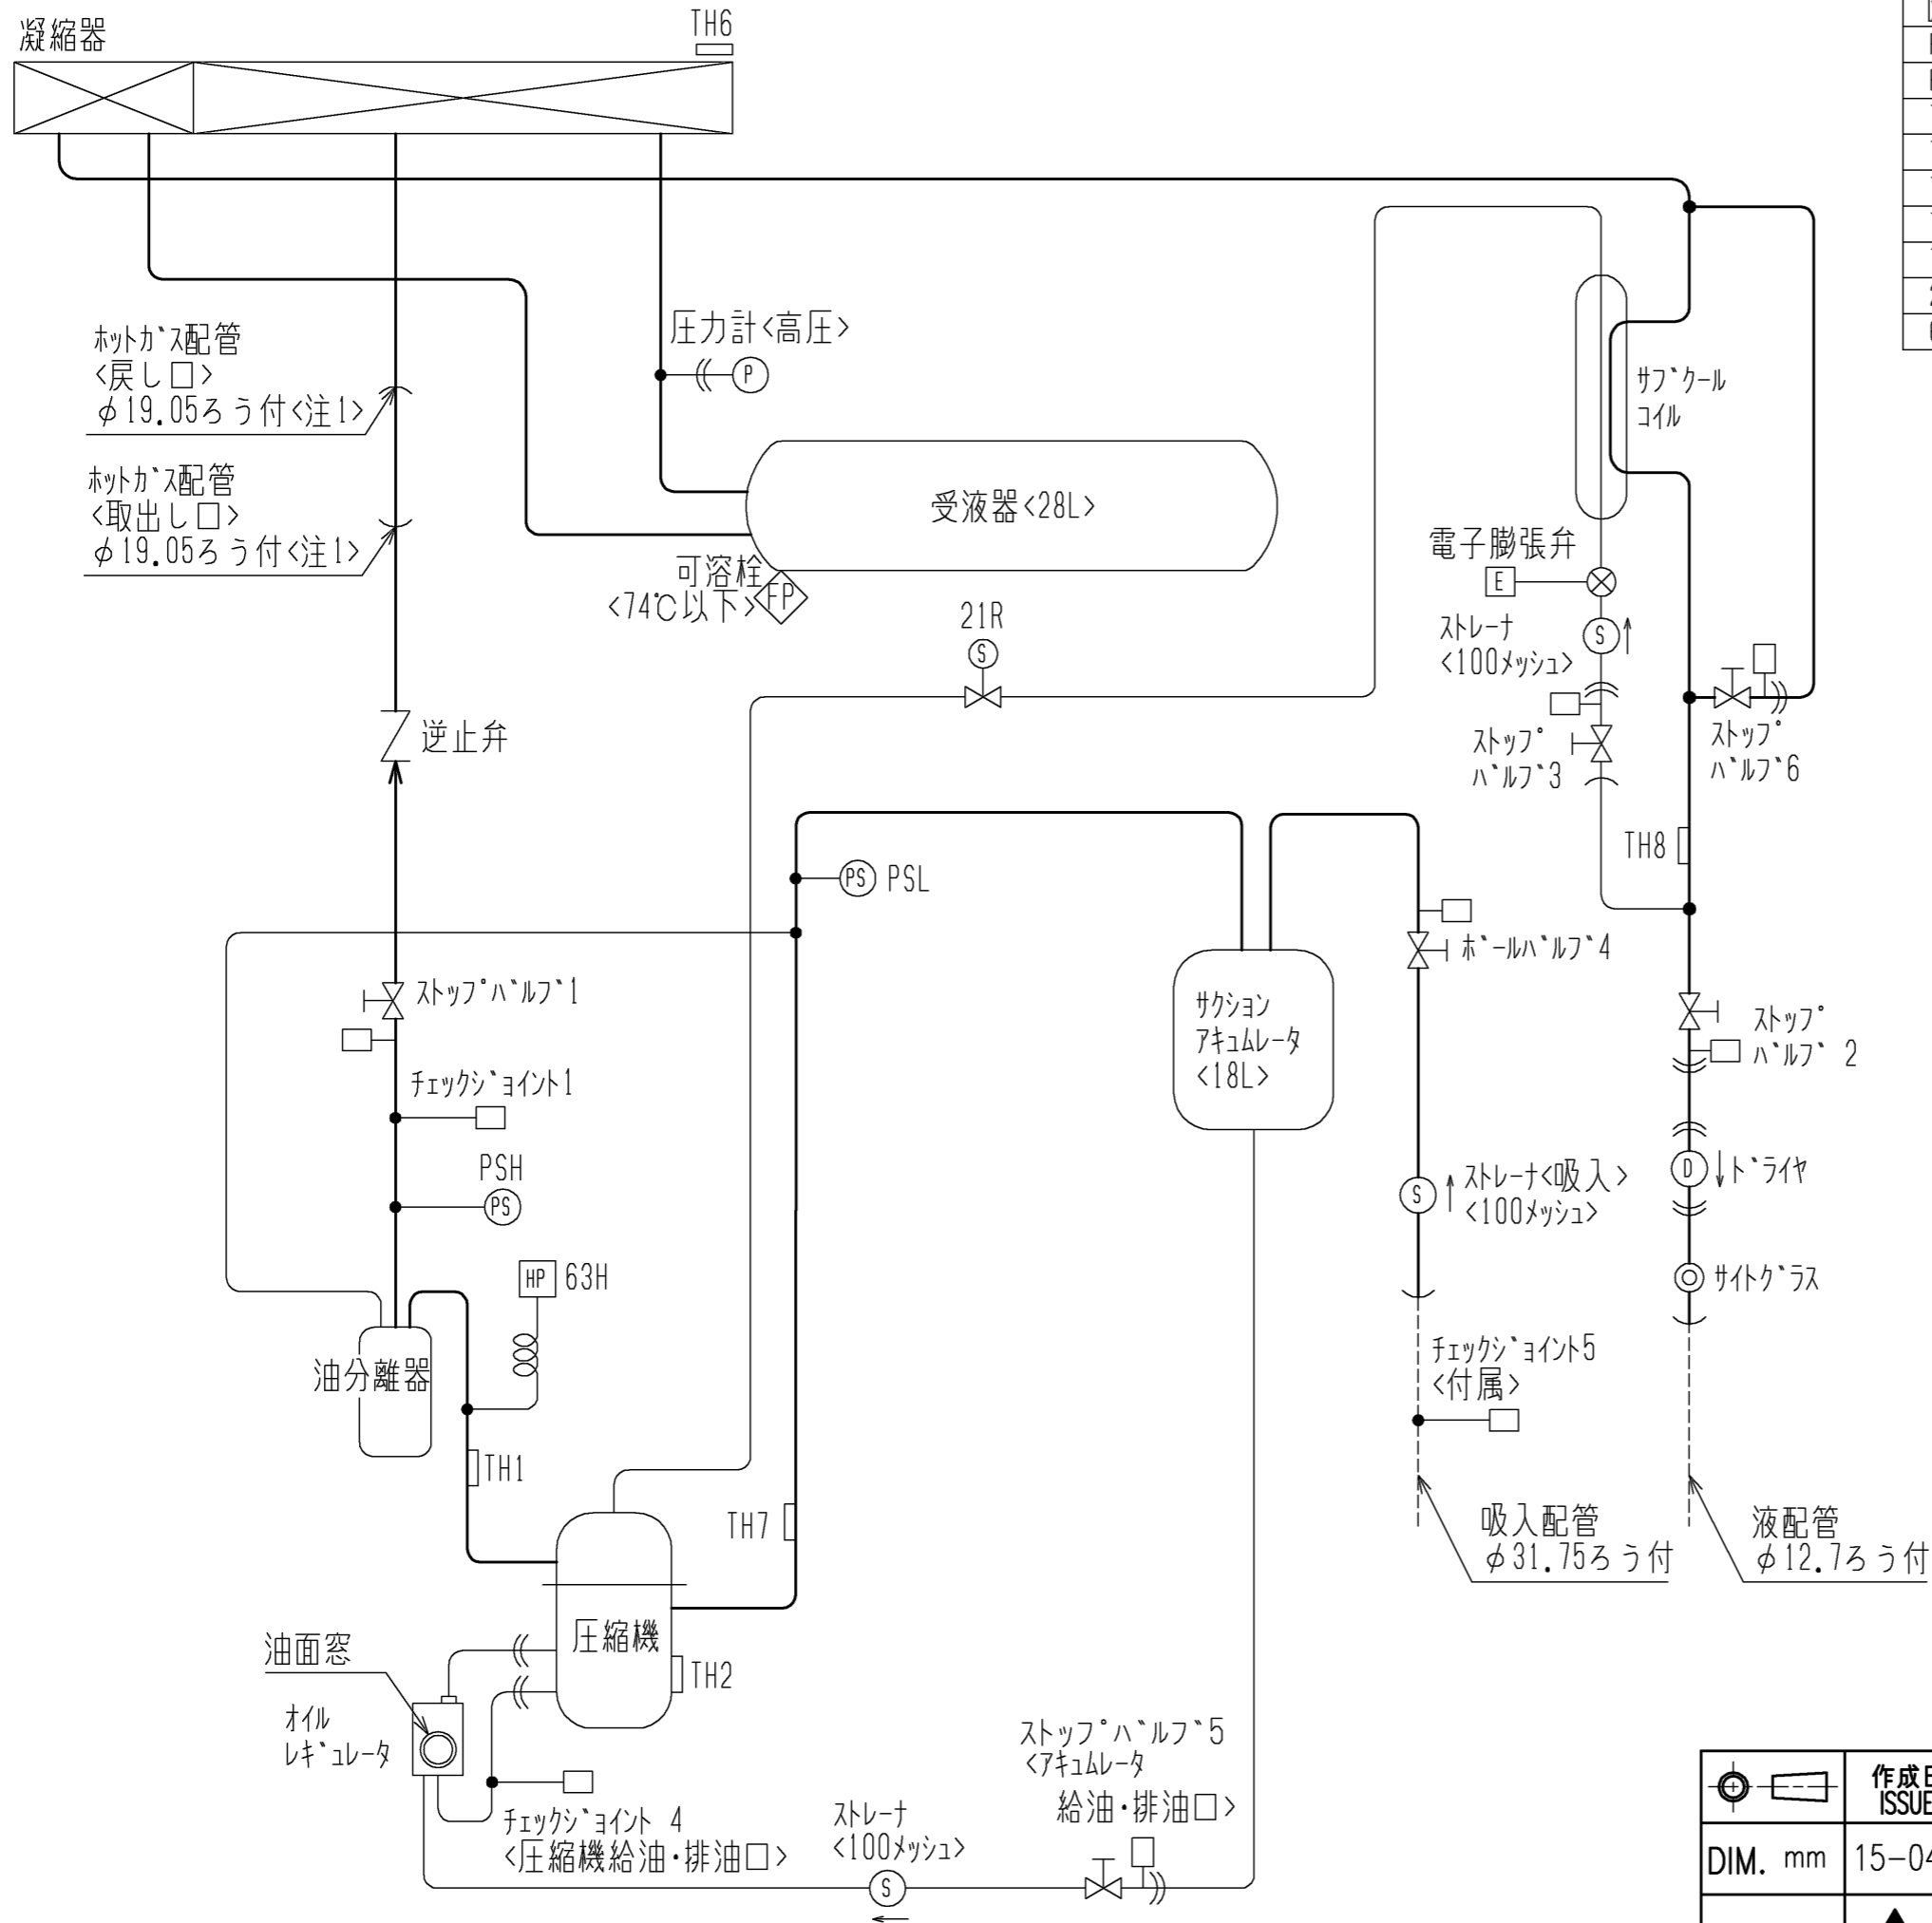 凝縮器
TH6
ホットガス配管
<戻し口>
φ19.05ろう付<注1>
圧力計<高圧>
P
サブクール
コイル
ホットガス配管
<取出し口>
φ19.05ろう付<注1>
受液器<28L>
可溶栓
<74℃以下>
FP
電子膨張弁
E
21R
S
ストレーナ
<100メッシュ>
S
逆止弁
ストップ
バルブ3
ストップ
バルブ6
TH8
PS
PSL
ボールバルブ4
ストップバルブ1
サクション
アキュムレータ
<18L>
ストップ
バルブ 2
チェックジョイント1
PSH
PS
S
ストレーナ<吸入>
<100メッシュ>
D
ドライヤ
HP
63H
サイトグラス
油分離器
チェックジョイント5
<付属>
TH1
TH7
吸入配管
φ31.75ろう付
液配管
φ12.7ろう付
圧縮機
油面窓
TH2
オイル
レギュレータ
ストップバルブ5
<アキュムレータ
給油・排油口>
チェックジョイント 4
<圧縮機給油・排油口>
ストレーナ
<100メッシュ>
S
作成
ISSUE
DIM. mm
15-04